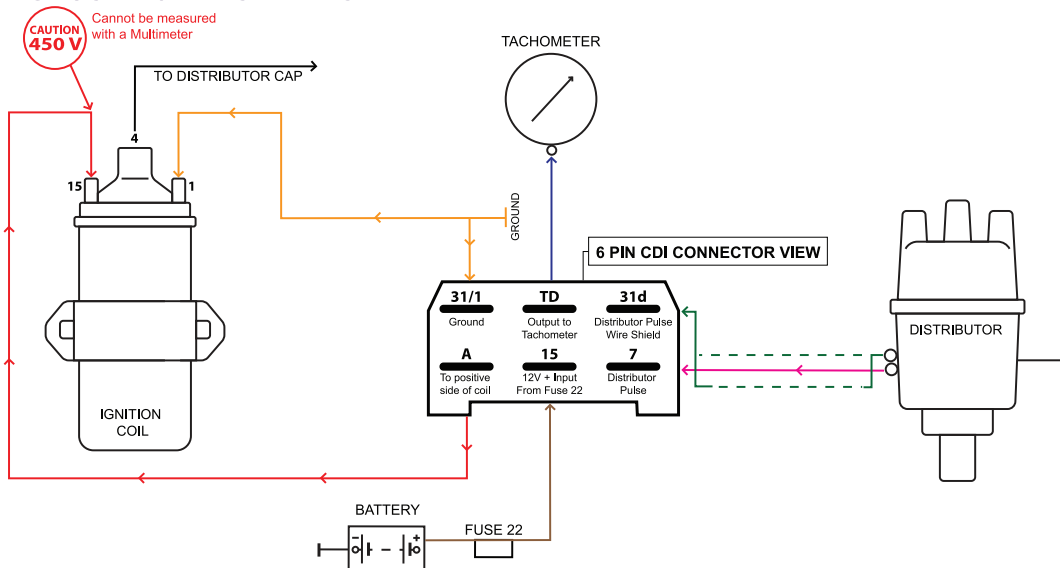 CAUTION
450 V
Cannot be measured
with a Multimeter
TACHOMETER
TO DISTRIBUTOR CAP
4
15
1
GROUND
6 PIN CDI CONNECTOR VIEW
31/1
Ground
TD
Output to
Tachometer
31d
Distributor Pulse
Wire Shield
A
To positive
side of coil
15
12V + Input
From Fuse 22
7
Distributor
Pulse
DISTRIBUTOR
IGNITION
COIL
BATTERY
- +
FUSE 22